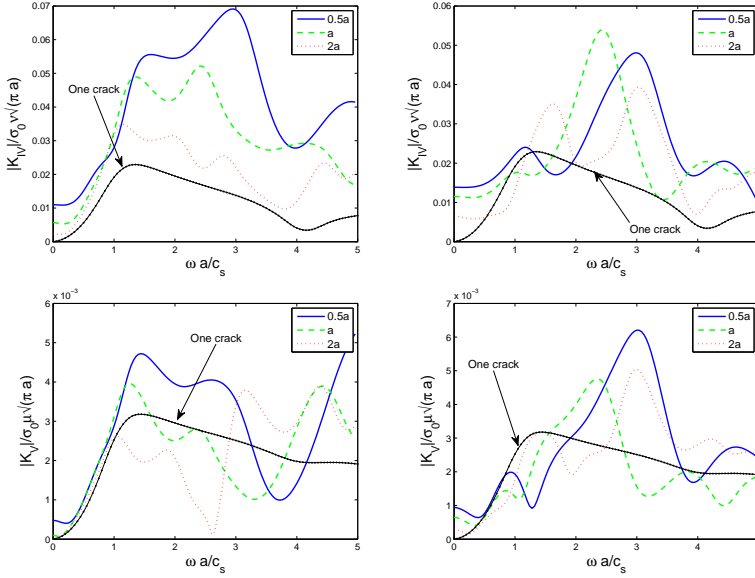 0.07
0.06
0.05
0.04
0.03
0.02
0.01
0
0 1 2 3 4 5
|K_IV|/σ₀ν√(π a)
ω a/c_s
One crack
0.5a
a
2a
0.06
0.05
0.04
0.03
0.02
0.01
0
0 1 2 3 4
|K_IV|/σ₀ν√(π a)
ω a/c_s
One crack
0.5a
a
2a
x 10⁻³
6
5
4
3
2
1
0
0 1 2 3 4 5
|K_V|/σ₀μ√(π a)
ω a/c_s
One crack
0.5a
a
2a
x 10⁻³
7
6
5
4
3
2
1
0
0 1 2 3 4
|K_V|/σ₀μ√(π a)
ω a/c_s
One crack
0.5a
a
2a